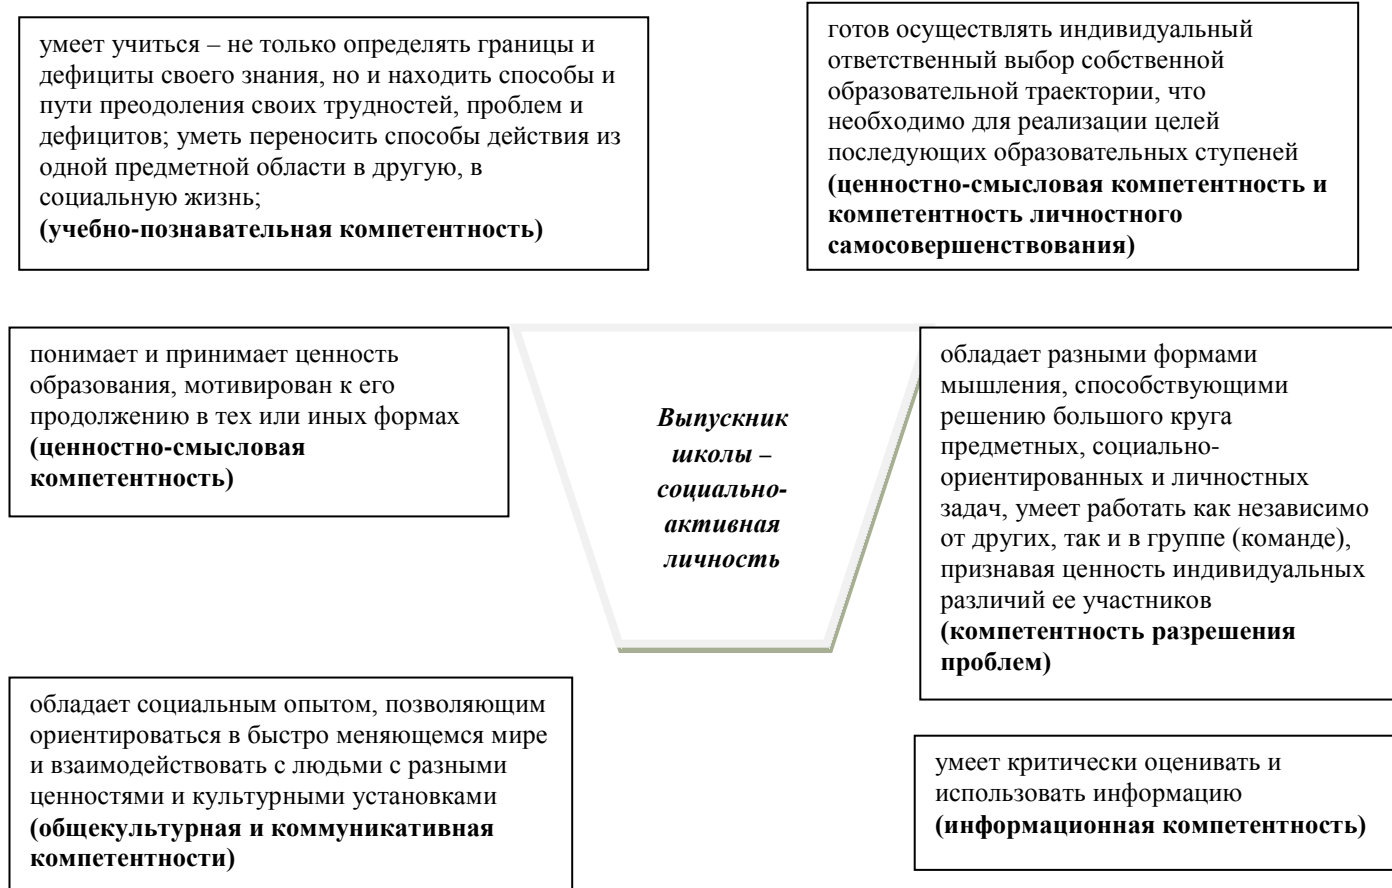 умеет учиться – не только определять границы и
дефициты своего знания, но и находить способы и
пути преодоления своих трудностей, проблем и
дефицитов; уметь переносить способы действия из
одной предметной области в другую, в
социальную жизнь;
(учебно-познавательная компетентность)
готов осуществлять индивидуальный
ответственный выбор собственной
образовательной траектории, что
необходимо для реализации целей
последующих образовательных ступеней
(ценностно-смысловая компетентность и
компетентность личностного
самосовершенствования)
понимает и принимает ценность
образования, мотивирован к его
продолжению в тех или иных формах
(ценностно-смысловая
компетентность)
Выпускник
школы –
социально-
активная
личность
обладает разными формами
мышления, способствующими
решению большого круга
предметных, социально-
ориентированных и личностных
задач, умеет работать как независимо
от других, так и в группе (команде),
признавая ценность индивидуальных
различий ее участников
(компетентность разрешения
проблем)
обладает социальным опытом, позволяющим
ориентироваться в быстро меняющемся мире
и взаимодействовать с людьми с разными
ценностями и культурными установками
(общекультурная и коммуникативная
компетентности)
умеет критически оценивать и
использовать информацию
(информационная компетентность)